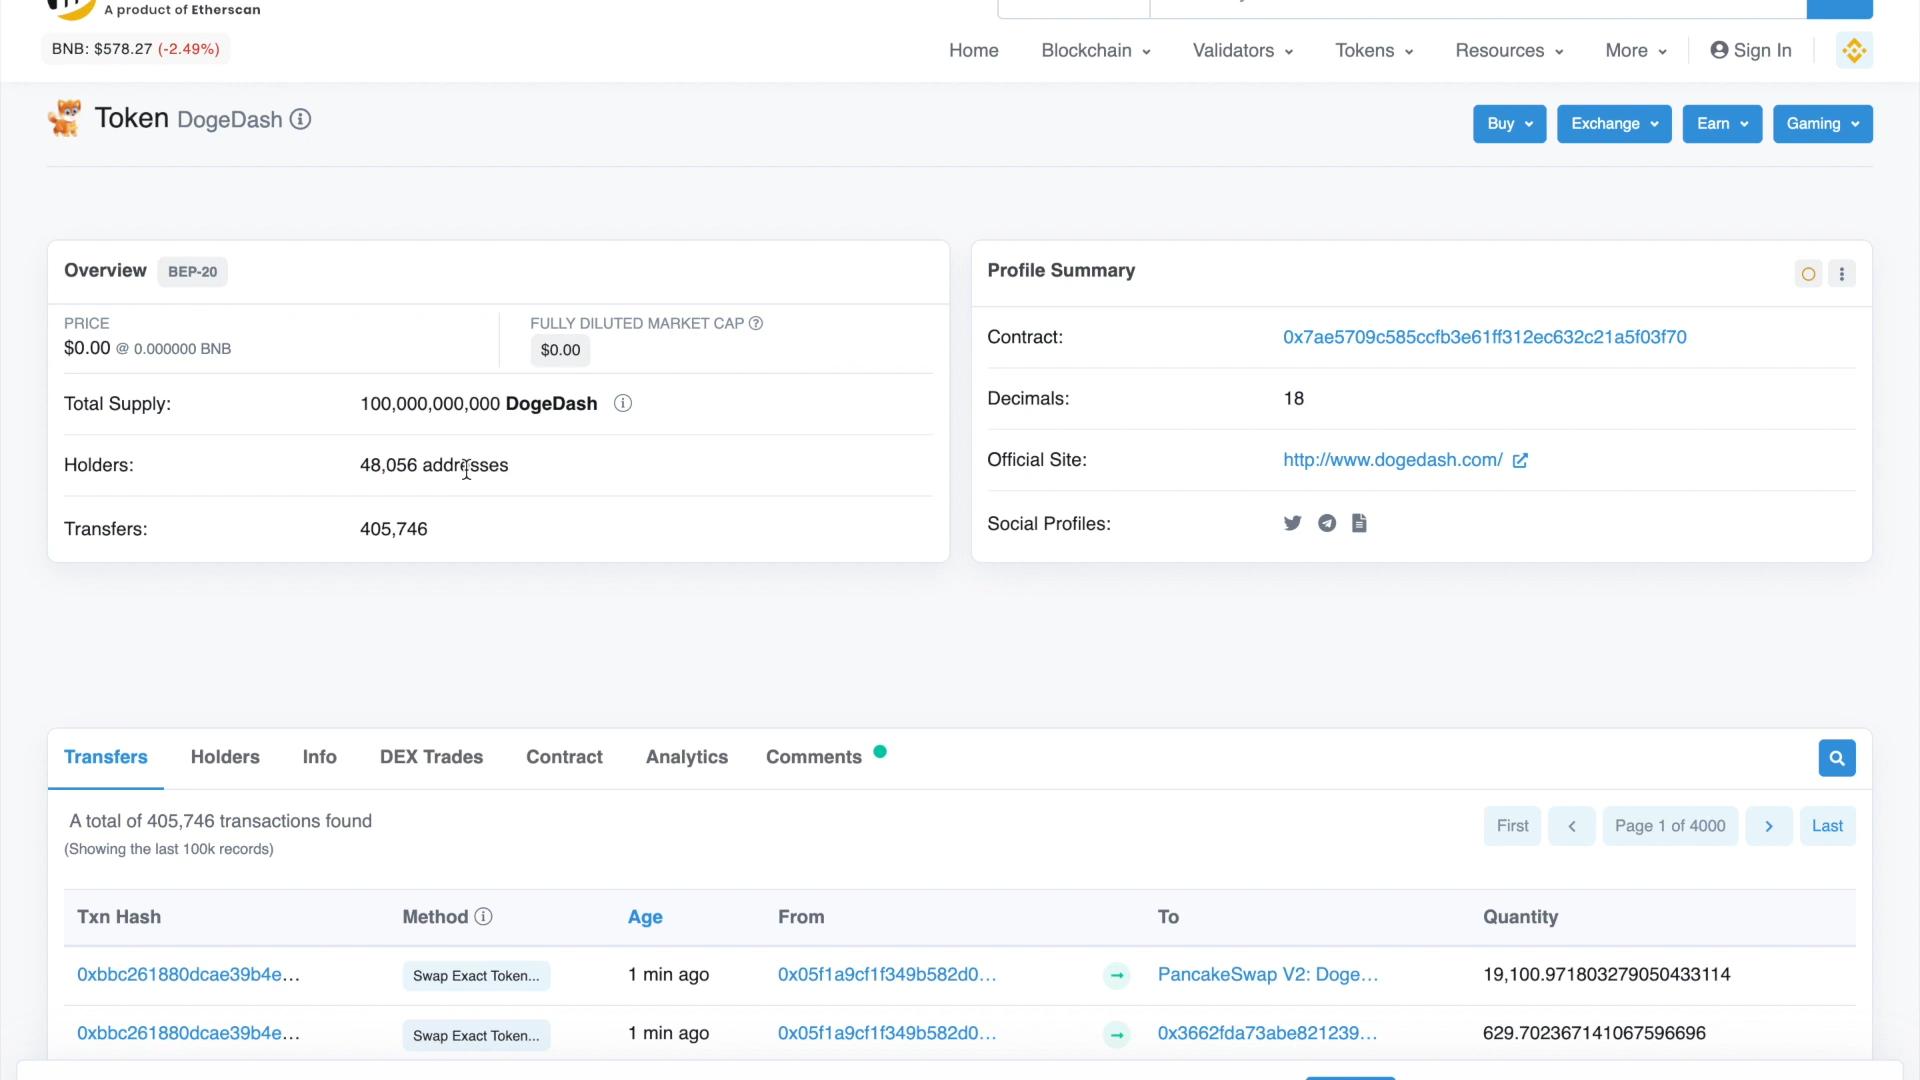 A product of Etherscan
BNB: $578.27 (-2.49%)
Home Blockchain Validators Tokens Resources More Sign In
Token DogeDash
Buy Exchange Earn Gaming
Overview BEP-20
PRICE
$0.00 @ 0.000000 BNB
FULLY DILUTED MARKET CAP
$0.00
Total Supply: 100,000,000,000 DogeDash
Holders: 48,056 addresses
Transfers: 405,746
Profile Summary
Contract: 0x7ae5709c585ccfb3e61ff312ec632c21a5f03f70
Decimals: 18
Official Site: http://www.dogedash.com/
Social Profiles:
Transfers Holders Info DEX Trades Contract Analytics Comments
A total of 405,746 transactions found
(Showing the last 100k records)
First Page 1 of 4000 Last
Txn Hash Method Age From To Quantity
0xbbc261880dcae39b4e... Swap Exact Token... 1 min ago 0x05f1a9cf1f349b582d0... PancakeSwap V2: Doge... 19,100.971803279050433114
0xbbc261880dcae39b4e... Swap Exact Token... 1 min ago 0x05f1a9cf1f349b582d0... 0x3662fda73abe821239... 629.702367141067596696